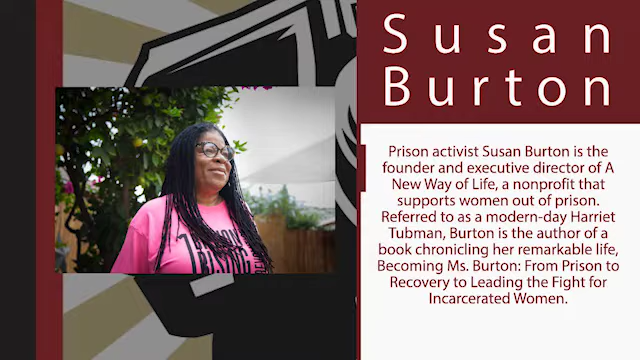 Susan
Burton
Prison activist Susan Burton is the
founder and executive director of A
New Way of Life, a nonprofit that
supports women out of prison.
Referred to as a modern-day Harriet
Tubman, Burton is the author of a
book chronicling her remarkable life,
Becoming Ms. Burton: From Prison to
Recovery to Leading the Fight for
Incarcerated Women.
RISING